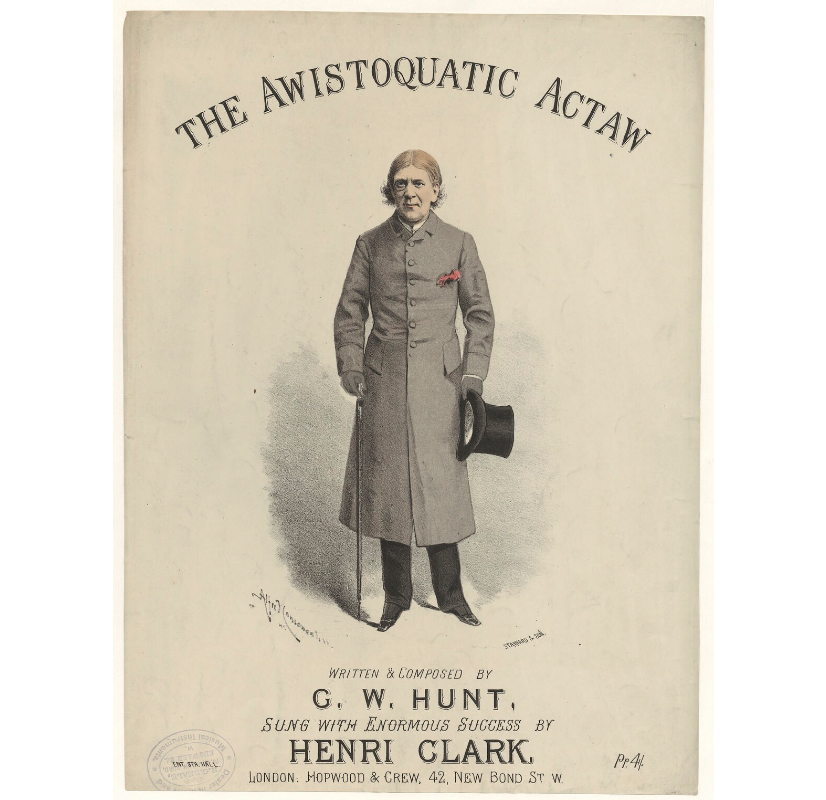 THE AWISTOQUATIC ACTAW
STANNARD & SON
WRITTEN & COMPOSED BY
G. W. HUNT,
SUNG WITH ENORMOUS SUCCESS BY
HENRI CLARK.
ENT. STA. HALL.
Pr. 4/.
LONDON: HOPWOOD & CREW, 42, NEW BOND ST W.